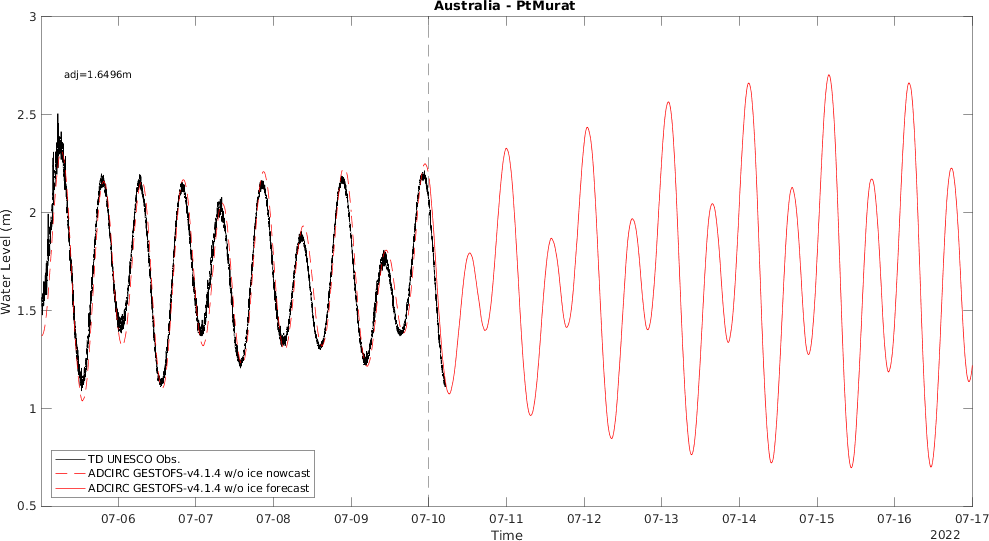 Australia - PtMurat
3
adj=1.6496m
2.5
2
Water Level (m)
1.5
1
0.5
TD UNESCO Obs.
ADCIRC GESTOFS-v4.1.4 w/o ice nowcast
ADCIRC GESTOFS-v4.1.4 w/o ice forecast
07-06 07-07 07-08 07-09 07-10 07-11 07-12 07-13 07-14 07-15 07-16 07-17
Time
2022